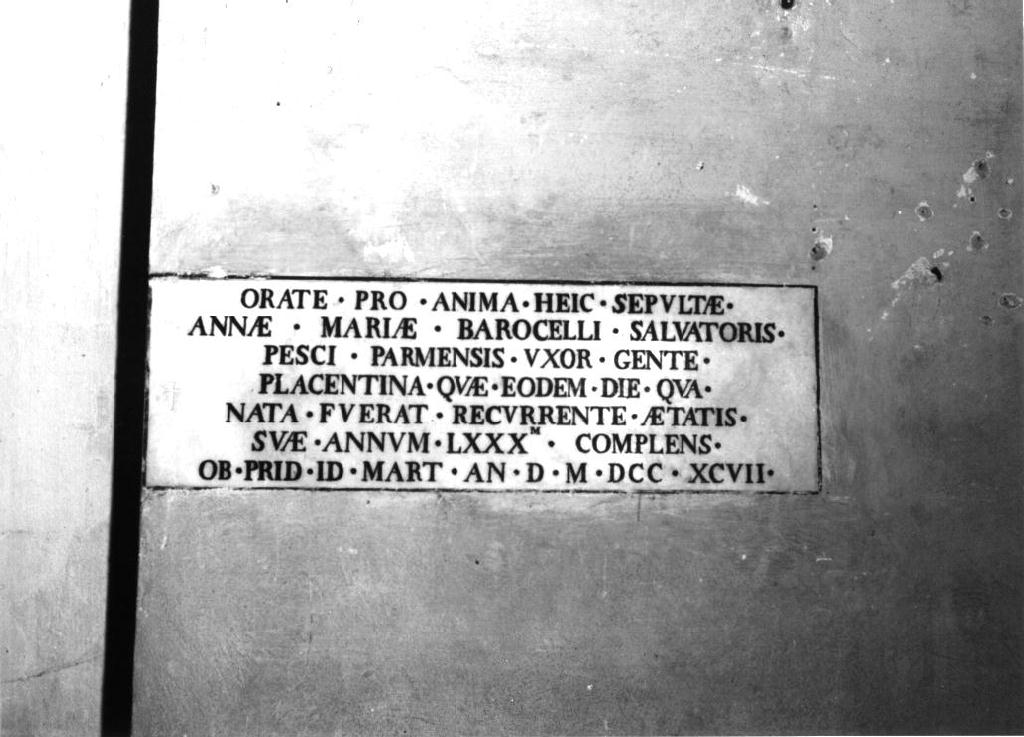 ORATE · PRO · ANIMA · HEIC · SEPVLTÆ ·
ANNÆ · MARIÆ · BAROCELLI · SALVATORIS ·
PESCI · PARMENSIS · VXOR · GENTE ·
PLACENTINA · QVÆ · EODEM · DIE · QVA ·
NATA · FVERAT · RECVRRENTE · ÆTATIS ·
SVÆ · ANNVM · LXXXᴹ · COMPLENS ·
OB · PRID · ID · MART · AN · D · M · DCC · XCVII ·